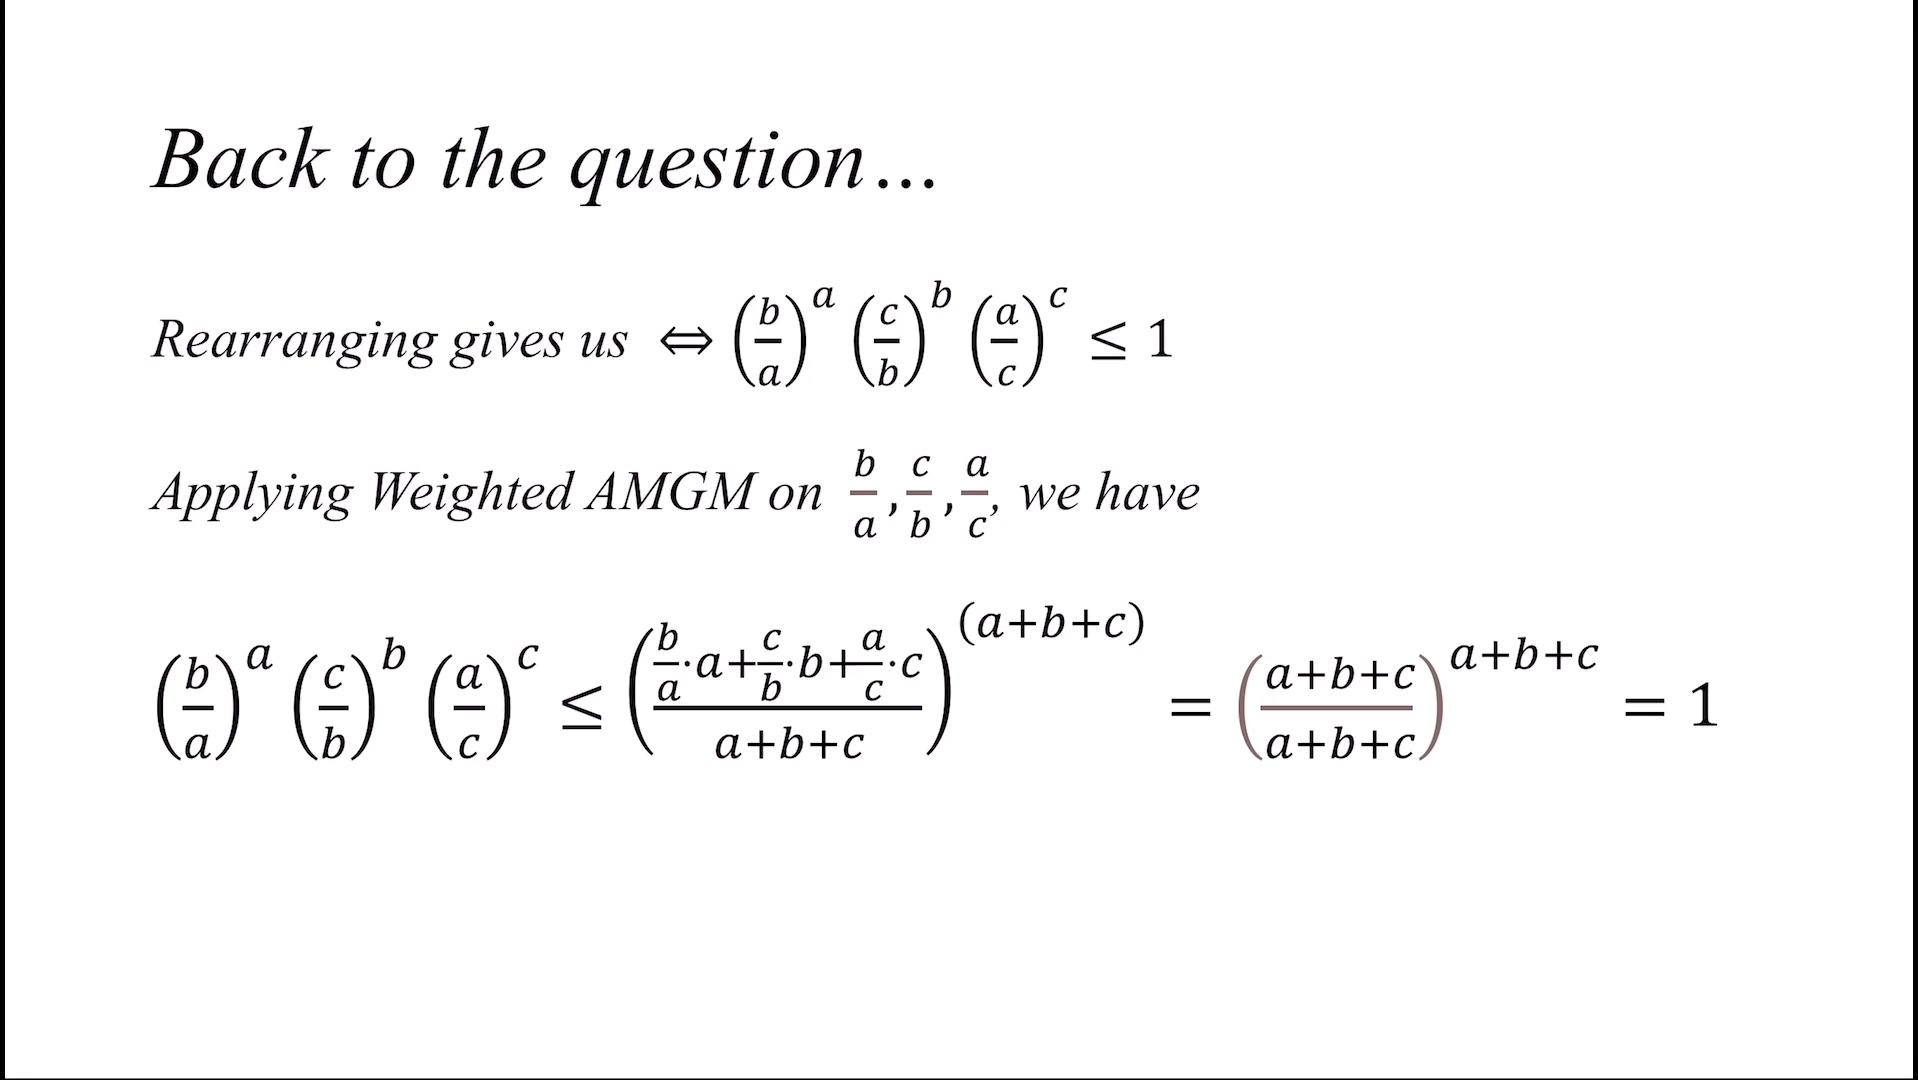 Back to the question…
Rearranging gives us ⇔ (b/a)^a (c/b)^b (a/c)^c ≤ 1
Applying Weighted AMGM on b/a, c/b, a/c, we have
(b/a)^a (c/b)^b (a/c)^c ≤ ((b/a·a+c/b·b+a/c·c)/(a+b+c))^(a+b+c) = ((a+b+c)/(a+b+c))^a+b+c = 1